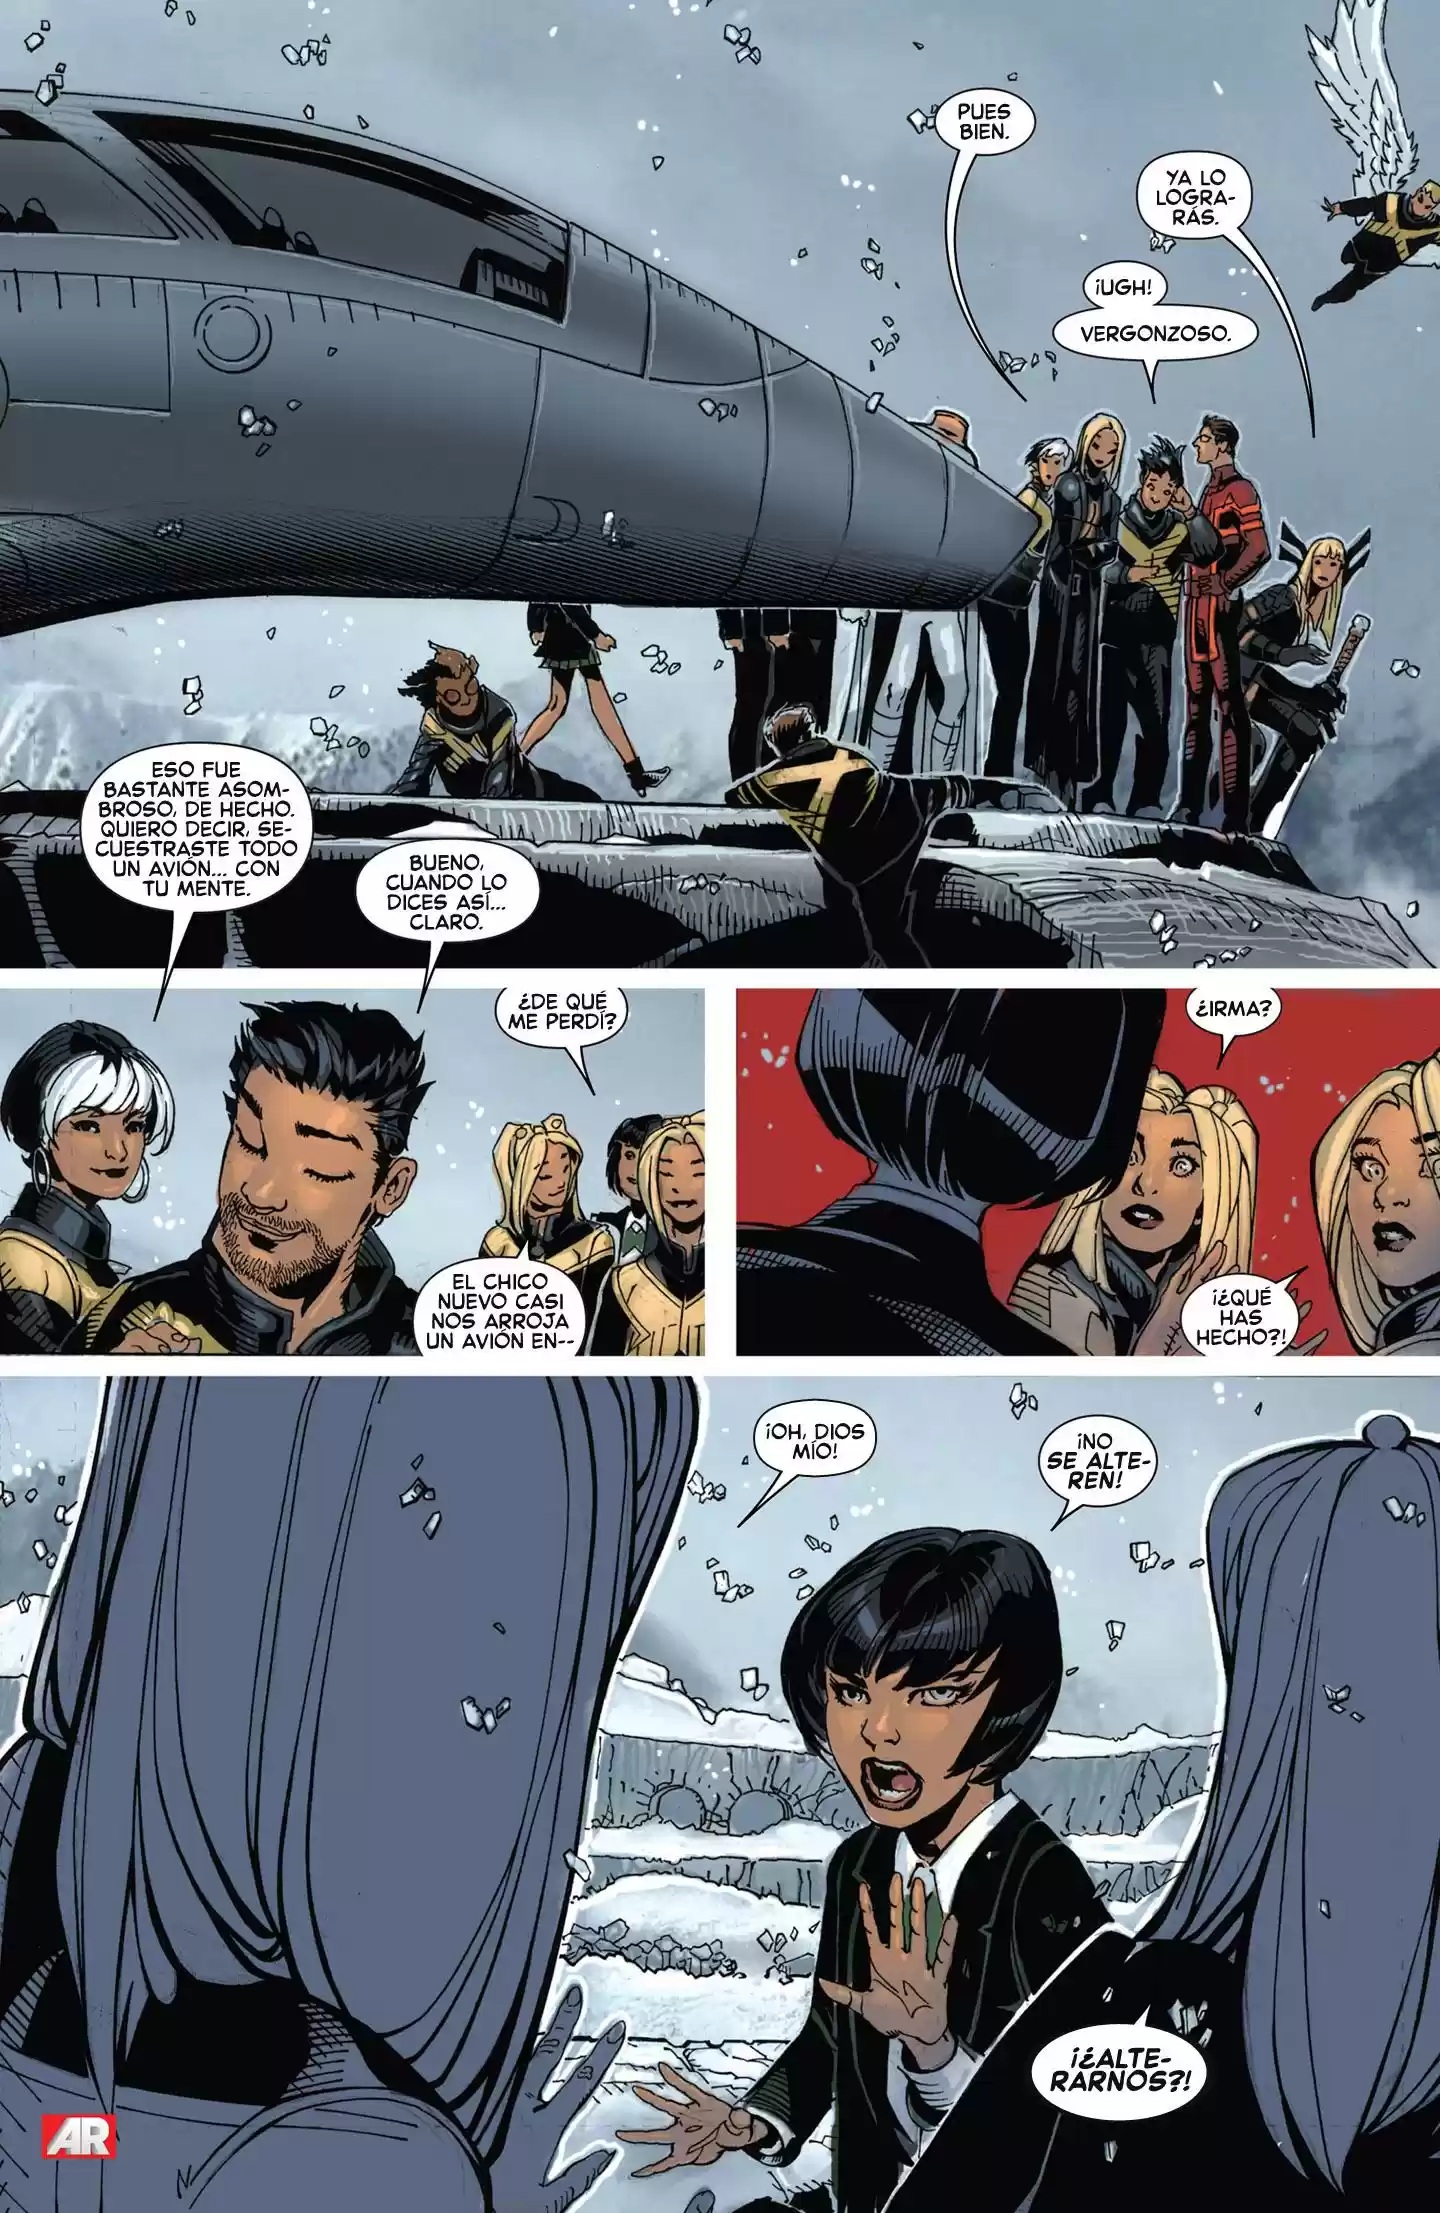 PUES
BIEN.
YA LO
LOGRA-
RÁS.
¡UGH!
VERGONZOSO.
ESO FUE
BASTANTE ASOM-
BROSO, DE HECHO.
QUIERO DECIR, SE-
CUESTRASTE TODO
UN AVIÓN... CON
TU MENTE.
BUENO,
CUANDO LO
DICES ASÍ...
CLARO.
¿DE QUÉ
ME PERDÍ?
EL CHICO
NUEVO CASI
NOS ARROJA
UN AVIÓN EN--
¿IRMA?
¡¿QUÉ
HAS
HECHO?!
¡OH, DIOS
MÍO!
¡NO
SE ALTE-
REN!
¡¿ALTE-
RARNOS?!
AR